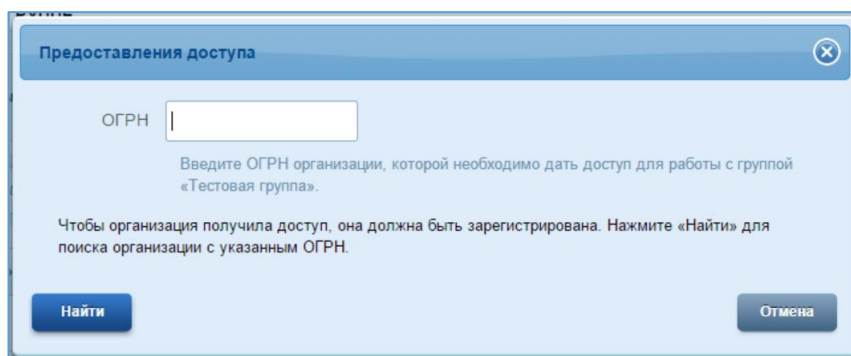 Предоставления доступа
ОГРН
Введите ОГРН организации, которой необходимо дать доступ для работы с группой
«Тестовая группа».
Чтобы организация получила доступ, она должна быть зарегистрирована. Нажмите «Найти» для
поиска организации с указанным ОГРН.
Найти
Отмена